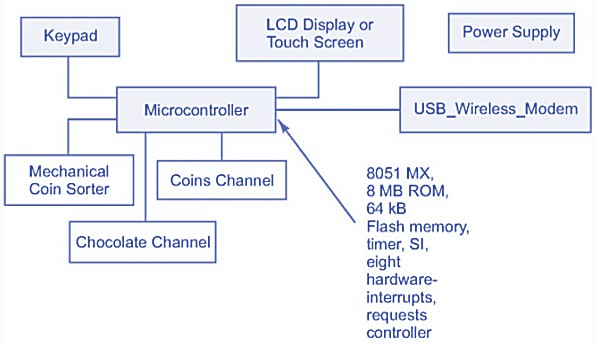 Keypad
LCD Display or
Touch Screen
Power Supply
Microcontroller
USB_Wireless_Modem
Mechanical
Coin Sorter
Coins Channel
Chocolate Channel
8051 MX,
8 MB ROM,
64 kB
Flash memory,
timer, SI,
eight
hardware-
interrupts,
requests
controller